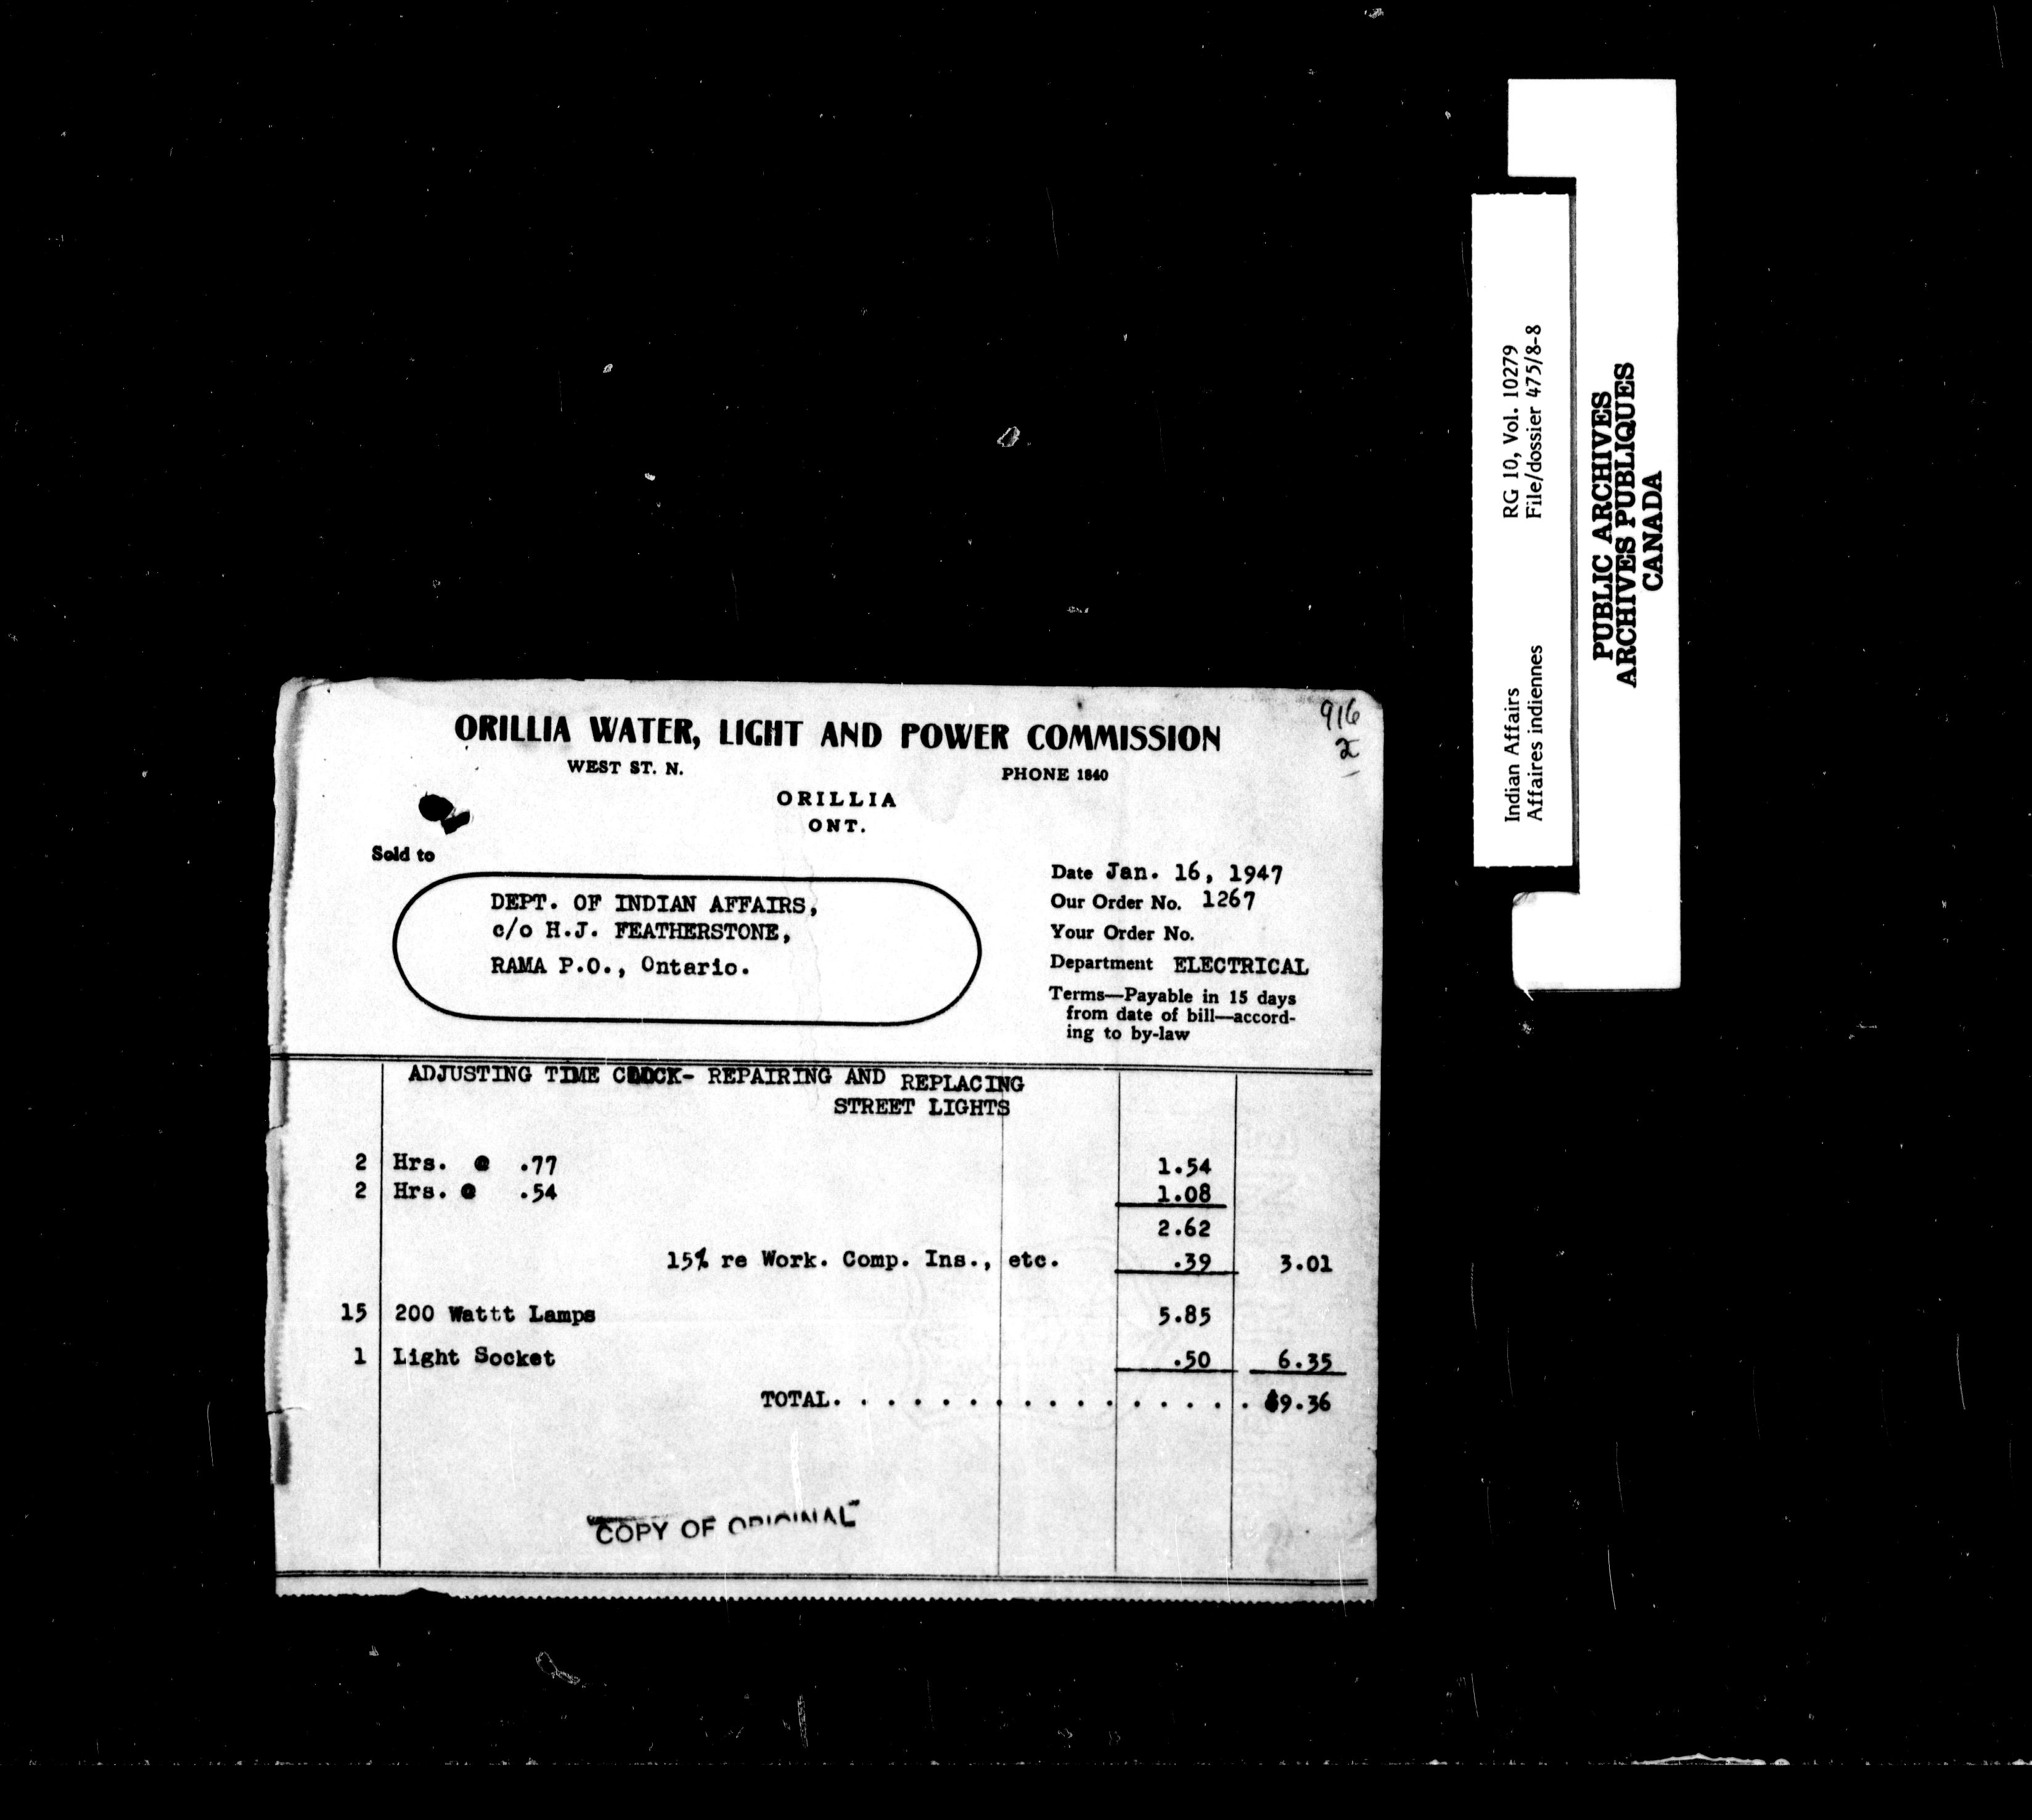 ORILLIA WATER, LIGHT AND POWER COMMISSION
WEST ST. N. PHONE 1840
ORILLIA
ONT.
916
2
Sold to
DEPT. OF INDIAN AFFAIRS,
c/o H.J. FEATHERSTONE,
RAMA P.O., Ontario.
Date Jan. 16, 1947
Our Order No. 1267
Your Order No.
Department ELECTRICAL
Terms—Payable in 15 days
from date of bill—accord-
ing to by-law
ADJUSTING TIME CLOCK- REPAIRING AND REPLACING
STREET LIGHTS
2 Hrs. @ .77 1.54
2 Hrs. @ .54 1.08
2.62
15% re Work. Comp. Ins., etc. .39 3.01
15 200 Wattt Lamps 5.85
1 Light Socket .50 6.35
TOTAL. . . . . . . . . . . . . . . . $9.36
"COPY OF ORIGINAL"
Indian Affairs RG 10, Vol. 10279
Affaires indiennes File/dossier 475/8-8
PUBLIC ARCHIVES
ARCHIVES PUBLIQUES
CANADA